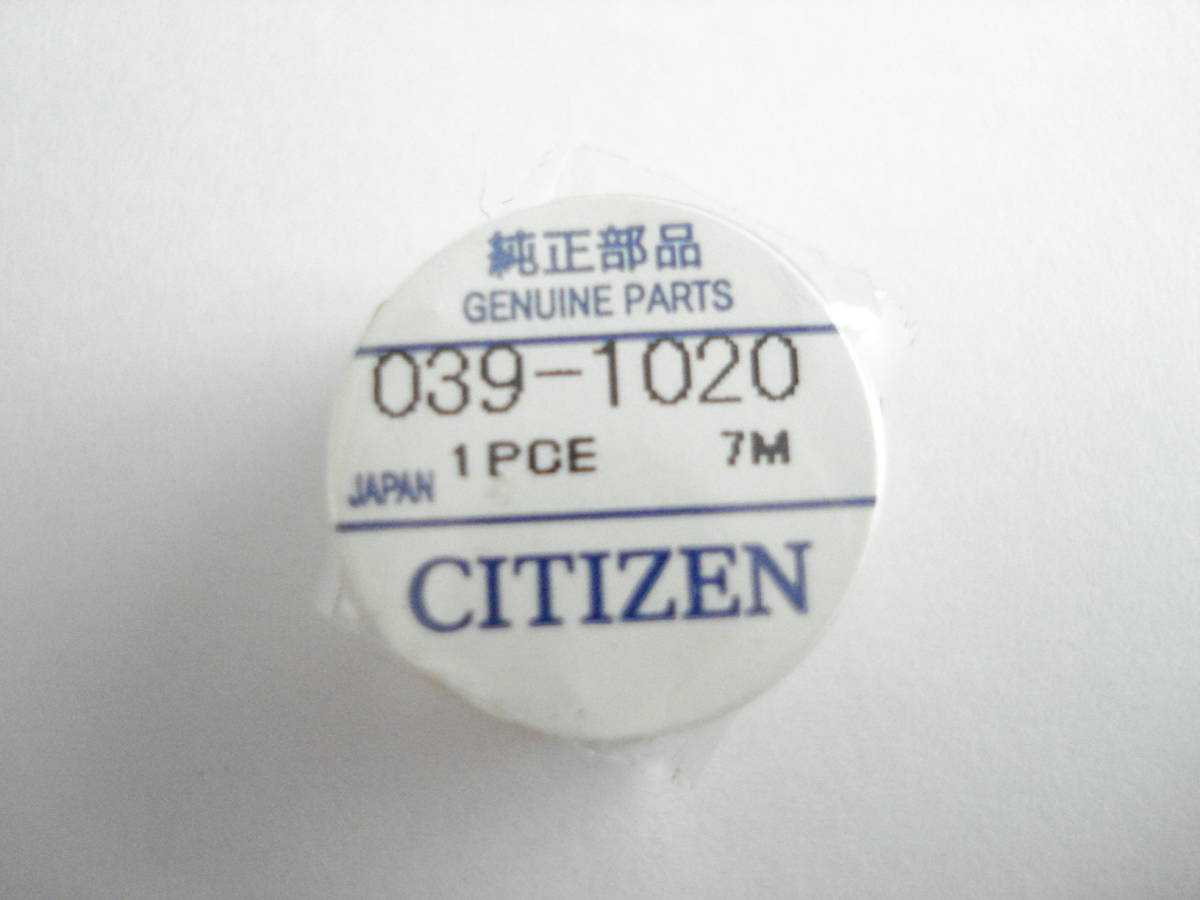 純正部品
GENUINE PARTS
039-1020
1PCE 7M
JAPAN
CITIZEN